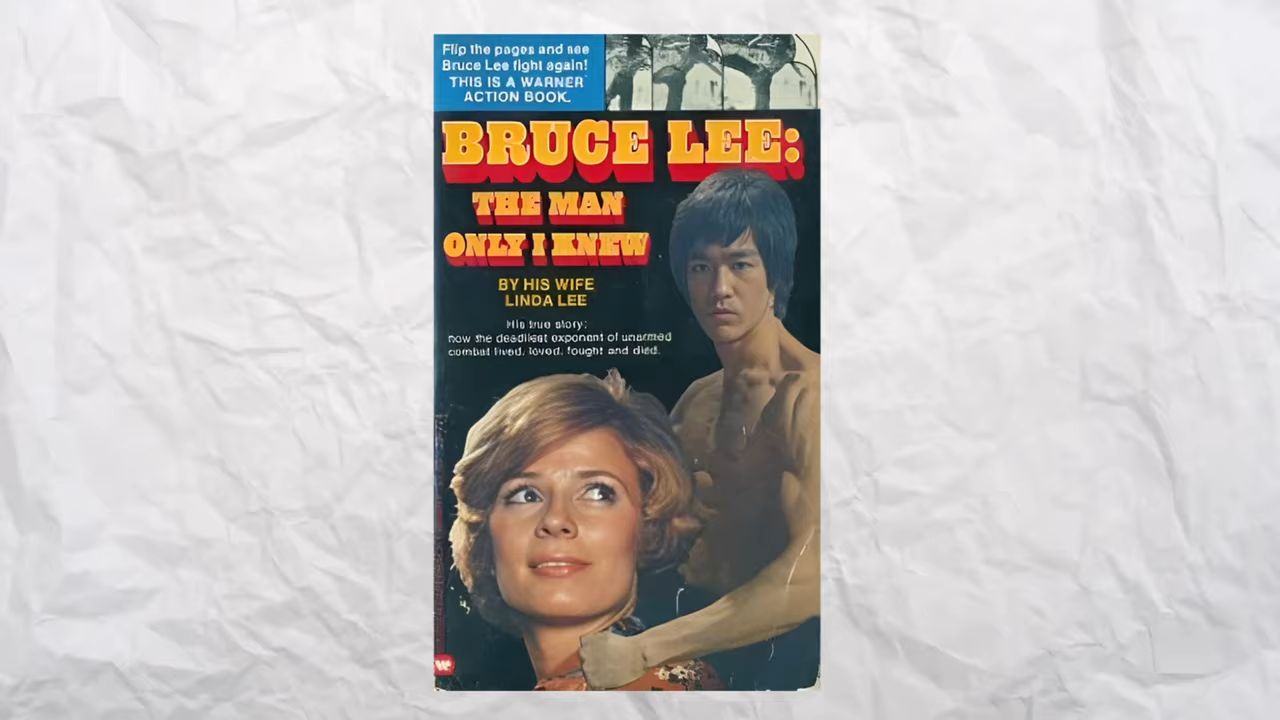 Flip the pages and see
Bruce Lee fight again!
THIS IS A WARNER
ACTION BOOK.
BRUCE LEE:
THE MAN
ONLY I KNEW
BY HIS WIFE
LINDA LEE
His true story:
how the deadliest exponent of unarmed
combat lived, loved, fought and died.